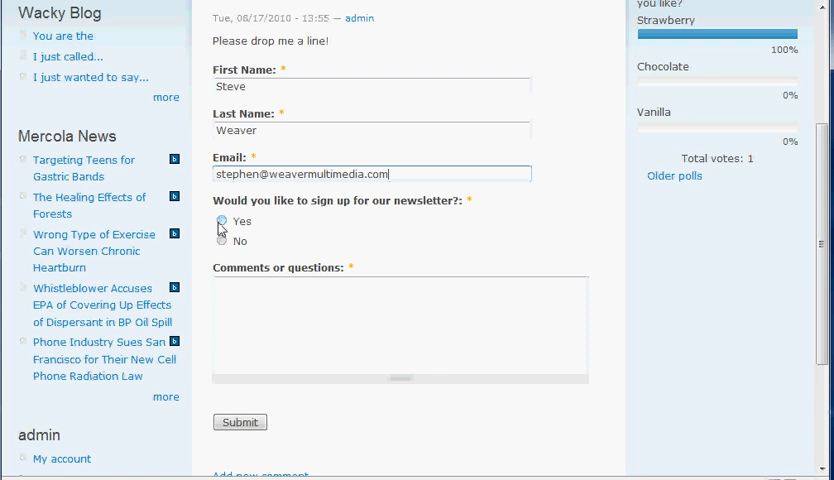 Wacky Blog
You are the
I just called...
I just wanted to say...
more
Mercola News
Targeting Teens for
Gastric Bands
The Healing Effects of
Forests
Wrong Type of Exercise
Can Worsen Chronic
Heartburn
Whistleblower Accuses
EPA of Covering Up Effects
of Dispersant in BP Oil Spill
Phone Industry Sues San
Francisco for Their New Cell
Phone Radiation Law
more
admin
My account
Tue, 08/17/2010 - 13:55 — admin
Please drop me a line!
First Name: *
Steve
Last Name: *
Weaver
Email: *
stephen@weavermultimedia.com
Would you like to sign up for our newsletter?: *
Yes
No
Comments or questions: *
Submit
Add new comment
you like?
Strawberry
100%
Chocolate
0%
Vanilla
0%
Total votes: 1
Older polls